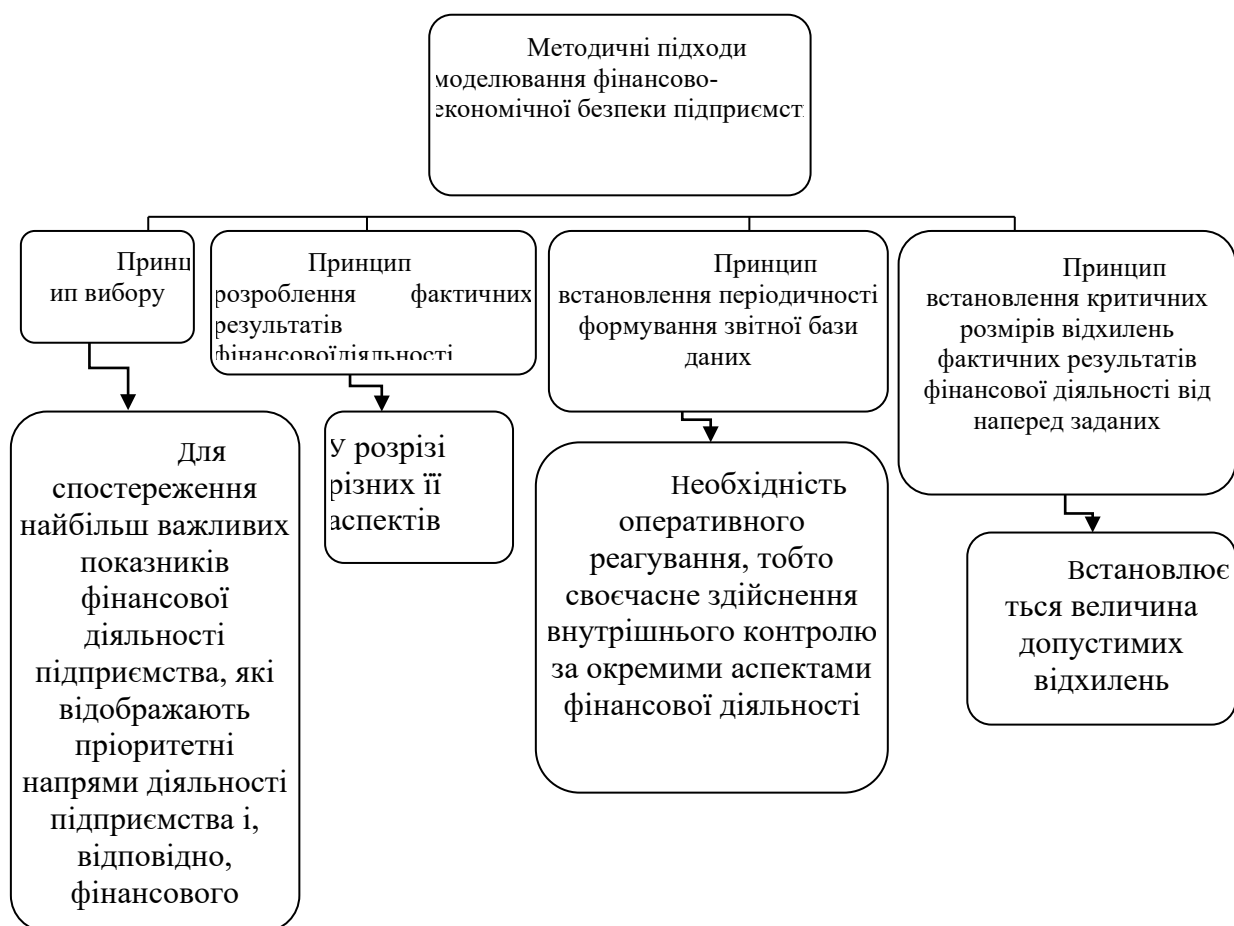 Методичні підходи
моделювання фінансово-
економічної безпеки підприємст
Принц
ип вибору
Принцип
розроблення фактичних
результатів
фінансовоїдіяльності
Принцип
встановлення періодичності
формування звітної бази
даних
Принцип
встановлення критичних
розмірів відхилень
фактичних результатів
фінансової діяльності від
наперед заданих
Для
спостереження
найбільш важливих
показників
фінансової
діяльності
підприємства, які
відображають
пріоритетні
напрями діяльності
підприємства і,
відповідно,
фінансового
У розрізі
різних її
аспектів
Необхідність
оперативного
реагування, тобто
своєчасне здійснення
внутрішнього контролю
за окремими аспектами
фінансової діяльності
Встановлює
ться величина
допустимих
відхилень